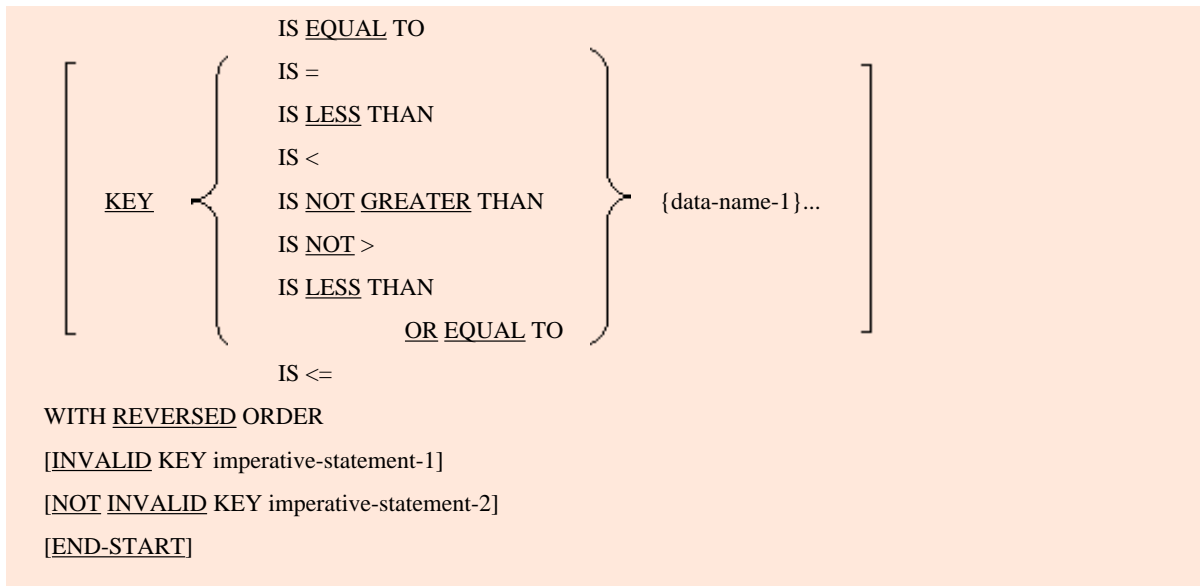 IS EQUAL TO
IS =
IS LESS THAN
IS <
KEY IS NOT GREATER THAN {data-name-1}...
IS NOT >
IS LESS THAN
OR EQUAL TO
IS <=
WITH REVERSED ORDER
[INVALID KEY imperative-statement-1]
[NOT INVALID KEY imperative-statement-2]
[END-START]